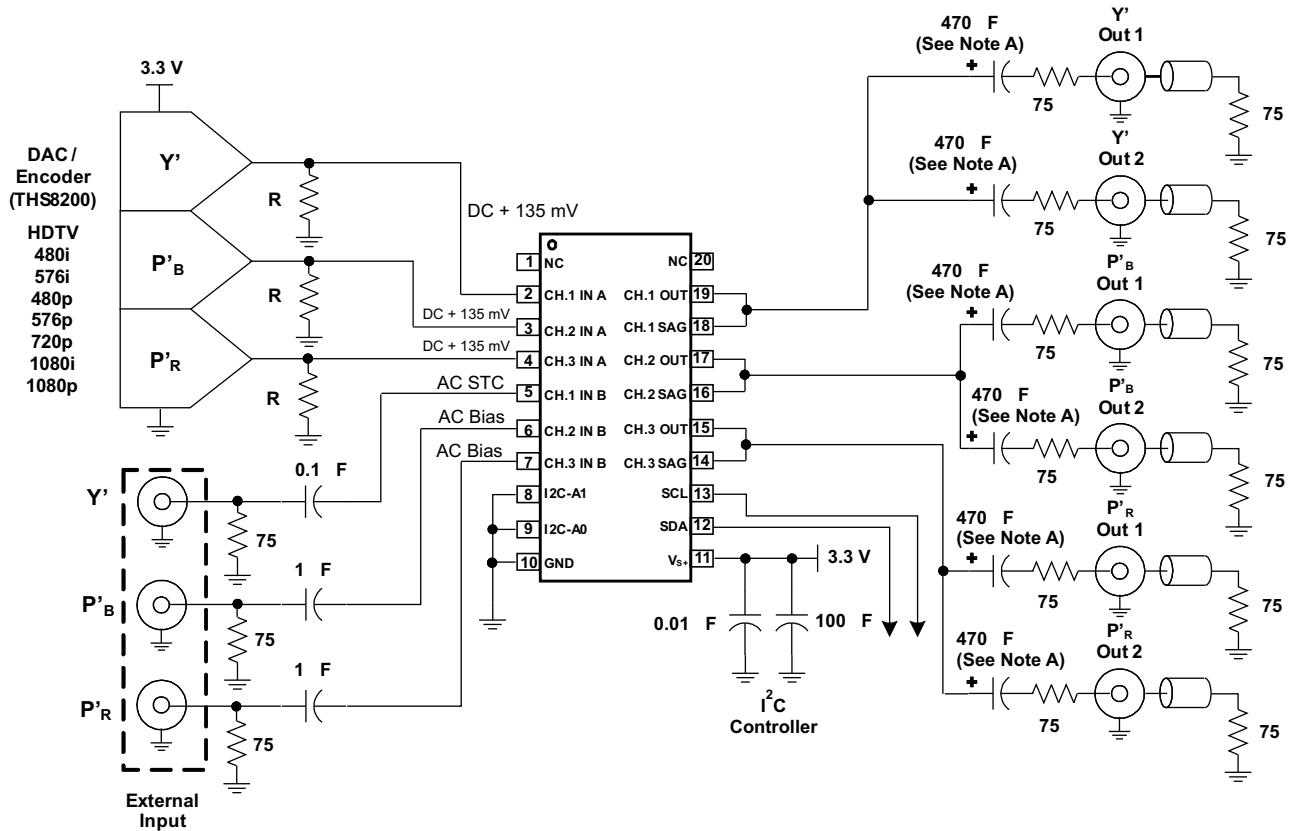 3.3 V
DAC /
Encoder
(THS8200)
HDTV
480i
576i
480p
576p
720p
1080i
1080p
Y'
P'B
P'R
R
R
R
DC + 135 mV
DC + 135 mV
DC + 135 mV
AC STC
AC Bias
AC Bias
Y'
P'B
P'R
0.1 F
1 F
1 F
75
75
75
External
Input
1 NC
2 CH.1 IN A
3 CH.2 IN A
4 CH.3 IN A
5 CH.1 IN B
6 CH.2 IN B
7 CH.3 IN B
8 I2C-A1
9 I2C-A0
10 GND
NC 20
CH.1 OUT 19
CH.1 SAG 18
CH.2 OUT 17
CH.2 SAG 16
CH.3 OUT 15
CH.3 SAG 14
SCL 13
SDA 12
VS+ 11
3.3 V
0.01 F
100 F
I2C
Controller
470 F
(See Note A)
+
75
Y'
Out 1
75
470 F
(See Note A)
+
75
Y'
Out 2
75
470 F
(See Note A)
+
75
P'B
Out 1
75
470 F
(See Note A)
+
75
P'B
Out 2
75
470 F
(See Note A)
+
75
P'R
Out 1
75
470 F
(See Note A)
+
75
P'R
Out 2
75